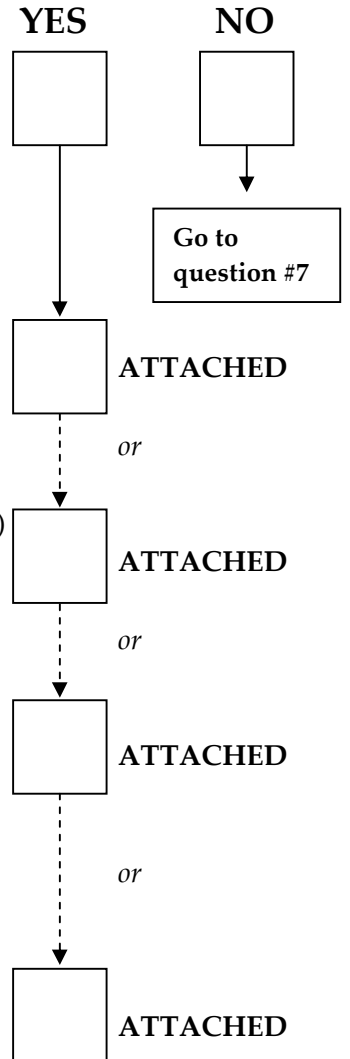 YES NO
Go to
question #7
ATTACHED
or
)
ATTACHED
or
ATTACHED
or
ATTACHED